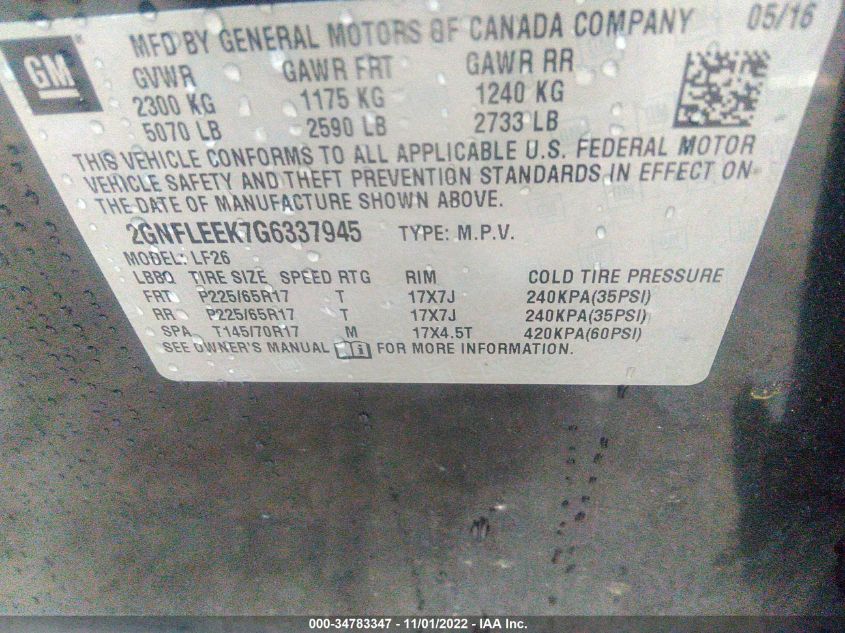 GM
MFD BY GENERAL MOTORS OF CANADA COMPANY 05/16
GVWR GAWR FRT GAWR RR
2300 KG 1175 KG 1240 KG
5070 LB 2590 LB 2733 LB
THIS VEHICLE CONFORMS TO ALL APPLICABLE U.S. FEDERAL MOTOR
VEHICLE SAFETY AND THEFT PREVENTION STANDARDS IN EFFECT ON
THE DATE OF MANUFACTURE SHOWN ABOVE.
2GNFLEEK7G6337945 TYPE: M.P.V.
MODEL: LF26
LBBQ TIRE SIZE SPEED RTG RIM COLD TIRE PRESSURE
FRT P225/65R17 T 17X7J 240KPA(35PSI)
RR P225/65R17 T 17X7J 240KPA(35PSI)
SPA T145/70R17 M 17X4.5T 420KPA(60PSI)
SEE OWNER'S MANUAL FOR MORE INFORMATION.
000-34783347 - 11/01/2022 - IAA Inc.